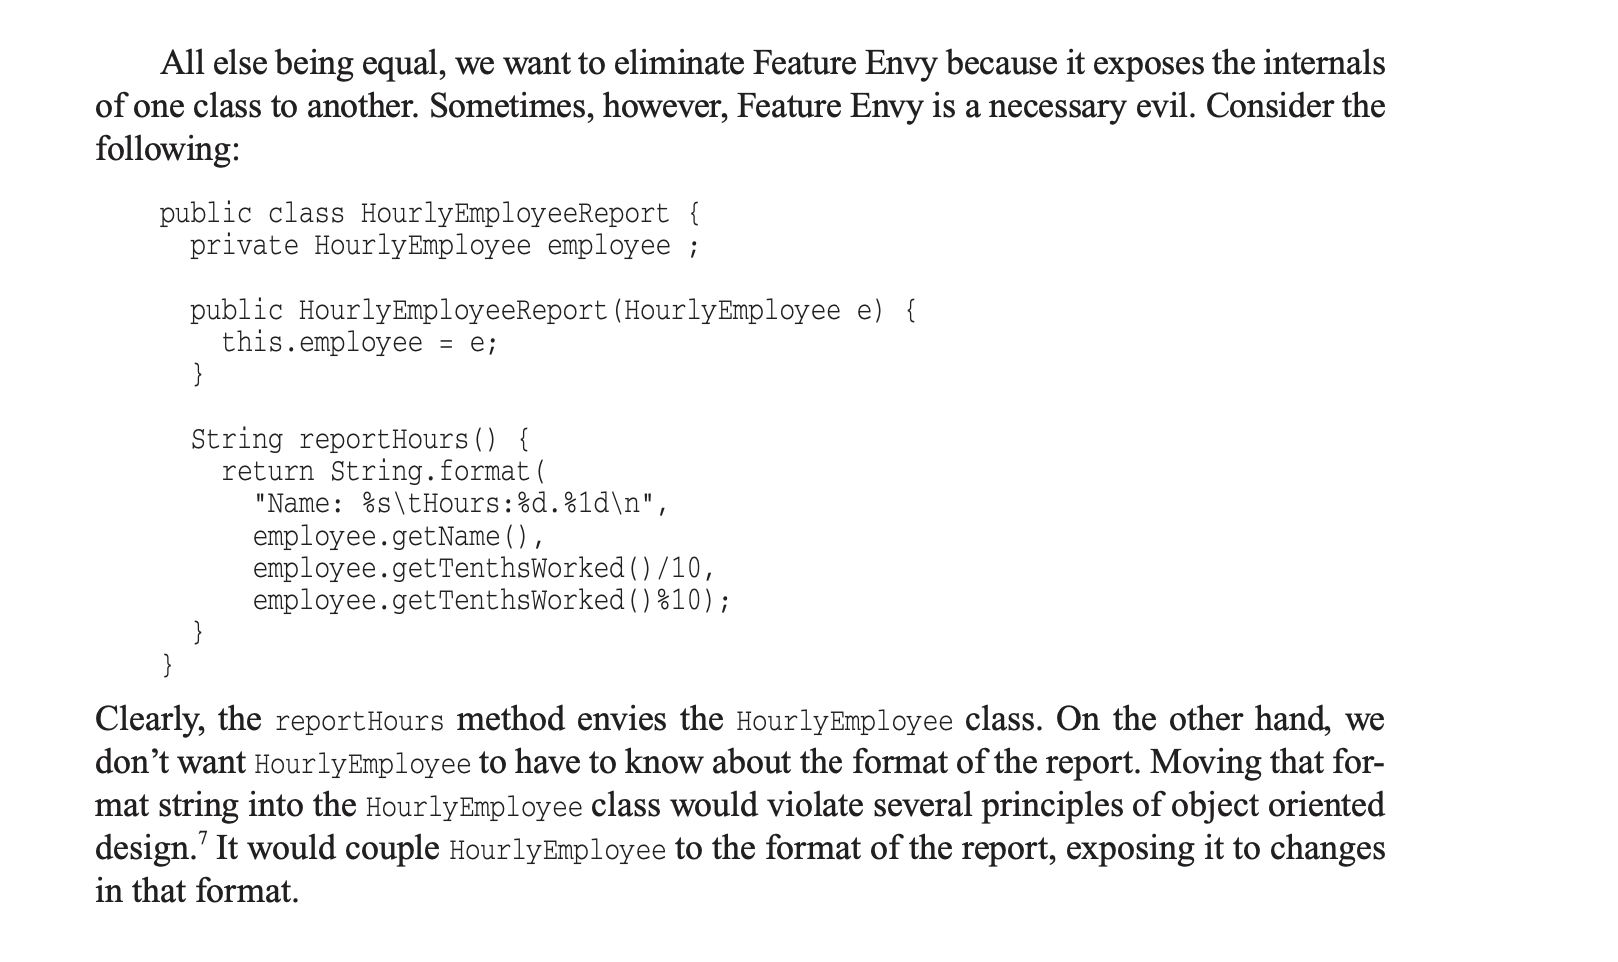 All else being equal, we want to eliminate Feature Envy because it exposes the internals
of one class to another. Sometimes, however, Feature Envy is a necessary evil. Consider the
following:
public class HourlyEmployeeReport {
  private HourlyEmployee employee ;

  public HourlyEmployeeReport(HourlyEmployee e) {
    this.employee = e;
  }

  String reportHours() {
    return String.format(
      "Name: %s\tHours:%d.%1d\n",
      employee.getName(),
      employee.getTenthsWorked()/10,
      employee.getTenthsWorked()%10);
  }
}
Clearly, the reportHours method envies the HourlyEmployee class. On the other hand, we
don’t want HourlyEmployee to have to know about the format of the report. Moving that for-
mat string into the HourlyEmployee class would violate several principles of object oriented
design.7 It would couple HourlyEmployee to the format of the report, exposing it to changes
in that format.